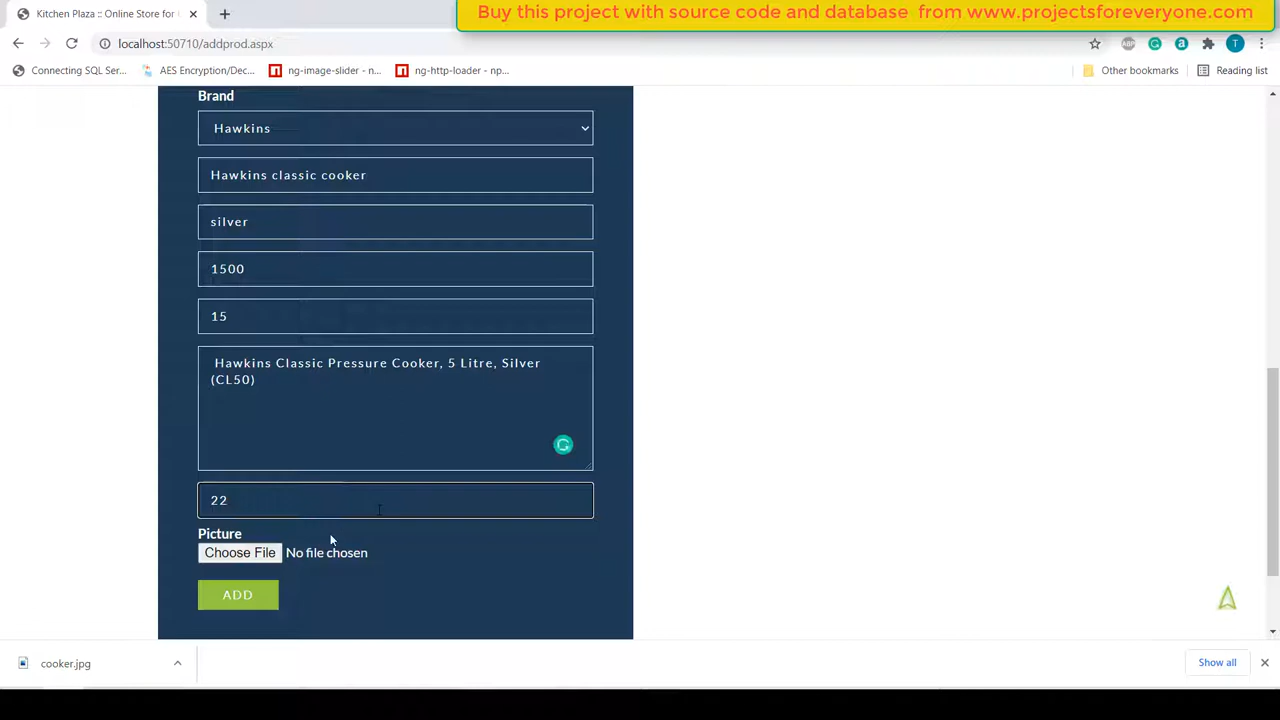 Kitchen Plaza :: Online Store for
Buy this project with source code and database from www.projectsforeveryone.com
localhost:50710/addprod.aspx
ABP
T
Connecting SQL Ser...
AES Encryption/Dec...
ng-image-slider - n...
ng-http-loader - np...
Other bookmarks
Reading list
Brand
Hawkins
Hawkins classic cooker
silver
1500
15
Hawkins Classic Pressure Cooker, 5 Litre, Silver
(CL50)
22
Picture
Choose File No file chosen
ADD
cooker.jpg
Show all